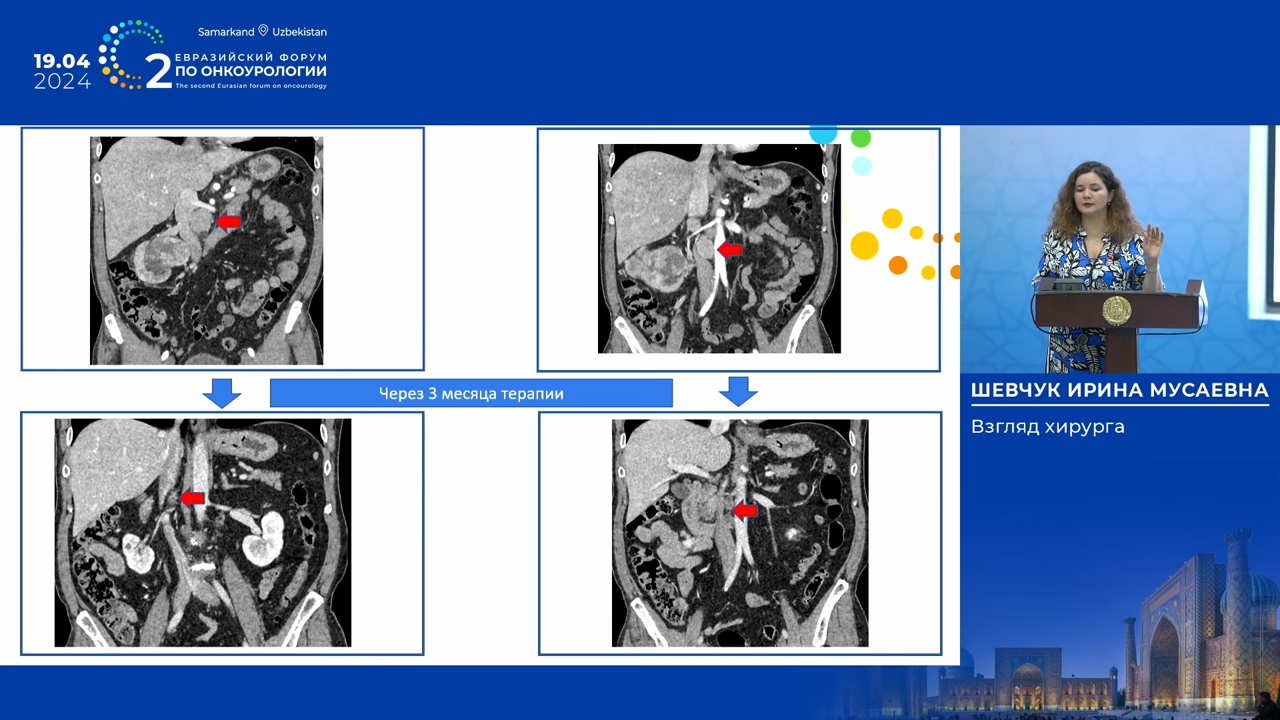 Samarkand Uzbekistan
19.04
2024
2
ЕВРАЗИЙСКИЙ ФОРУМ
ПО ОНКОУРОЛОГИИ
The second Eurasian forum on oncourology
Через 3 месяца терапии
ШЕВЧУК ИРИНА МУСАЕВНА
Взгляд хирурга